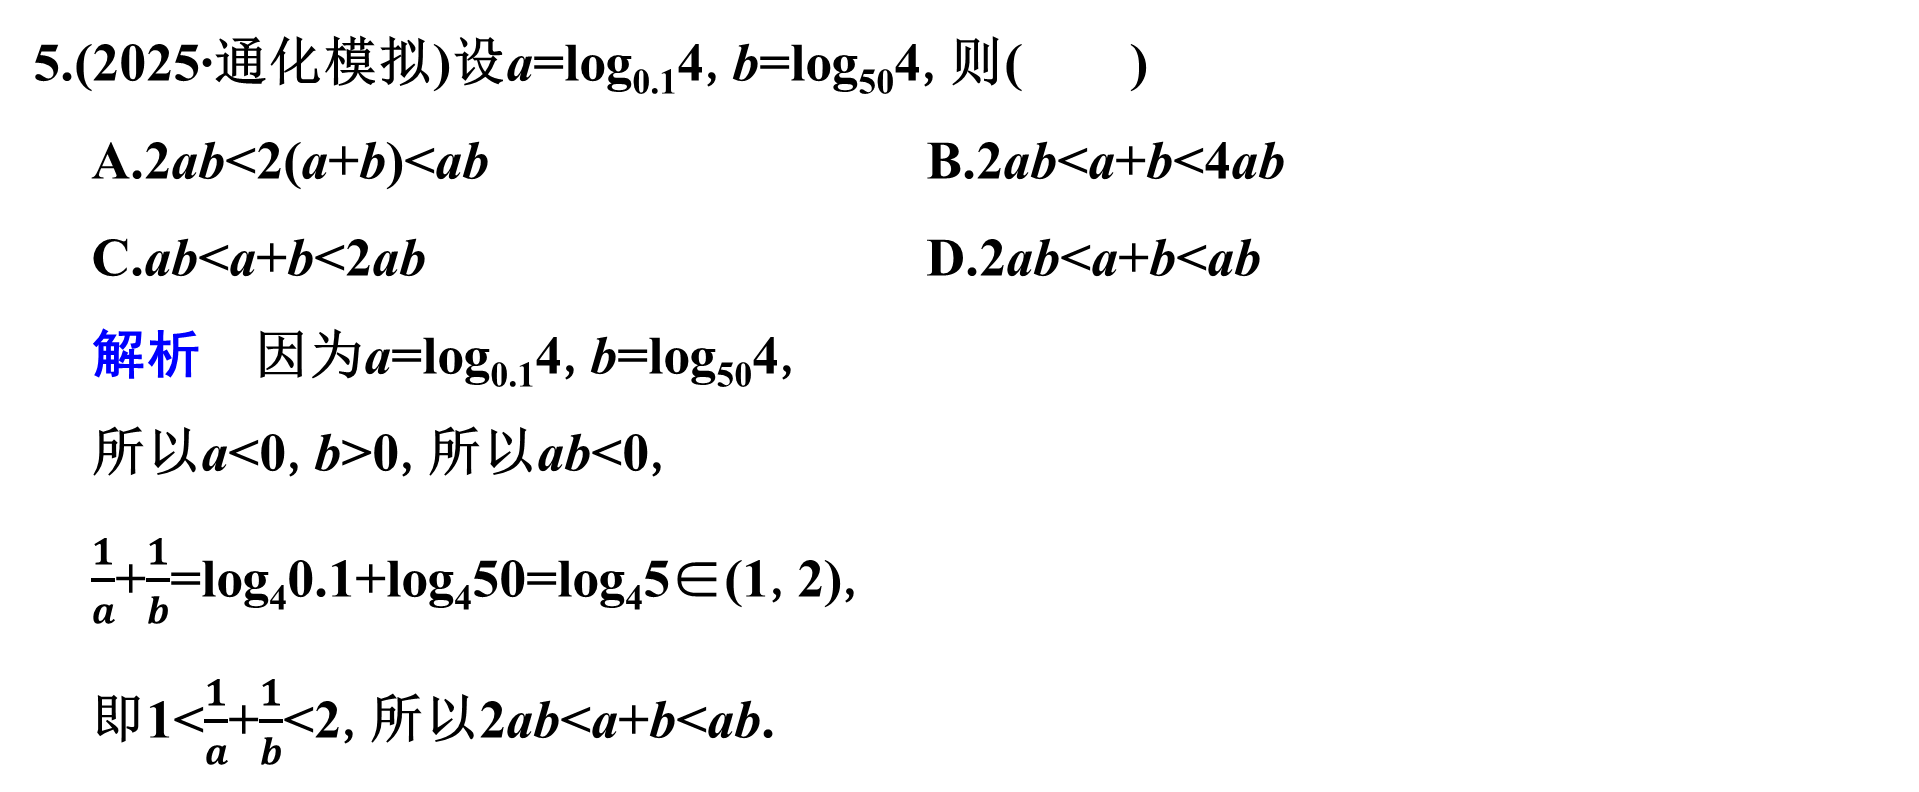 5.(2025·通化模拟)设a=log₀.₁4, b=log₅₀4, 则(　　)
A.2ab<2(a+b)<ab　B.2ab<a+b<4ab
C.ab<a+b<2ab　D.2ab<a+b<ab
解析　因为a=log₀.₁4, b=log₅₀4,
所以a<0, b>0, 所以ab<0,
1/a+1/b=log₄0.1+log₄50=log₄5∈(1, 2),
即1<1/a+1/b<2, 所以2ab<a+b<ab.